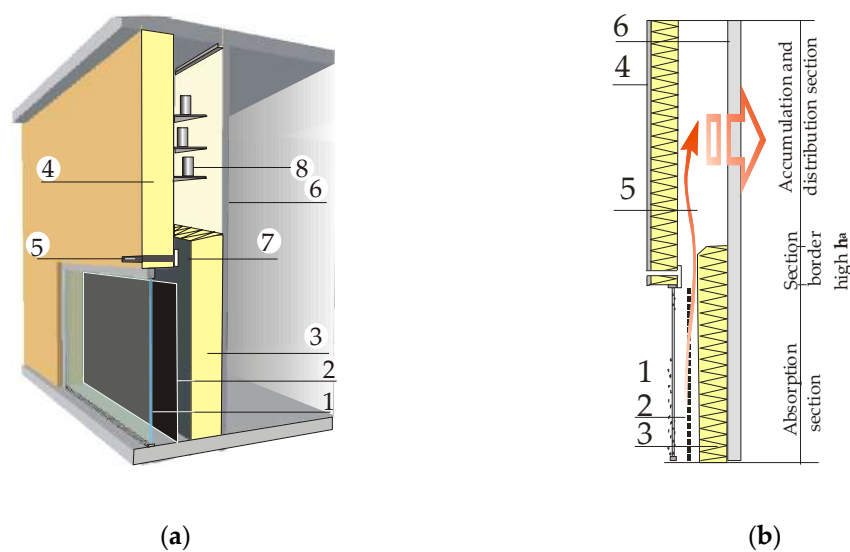 4
5
8
6
7
3
2
1
(a)
6
4
5
1
2
3
Accumulation and
distribution section
Section
border
high ha
Absorption
section
(b)